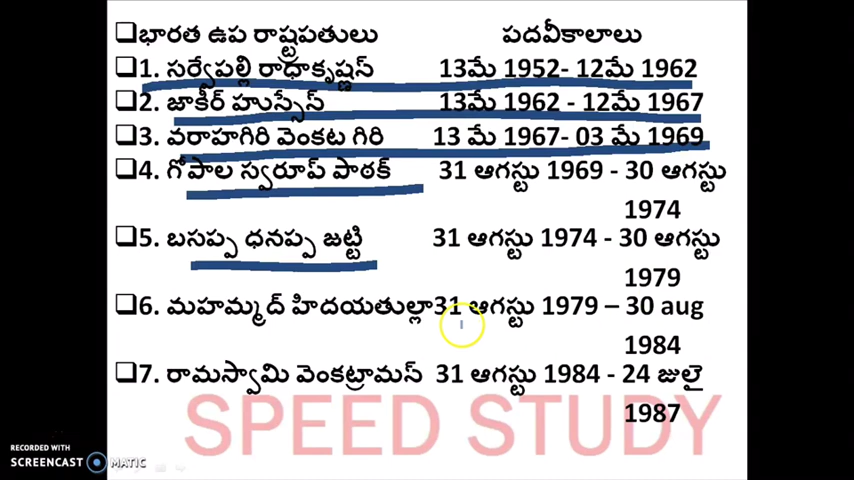 భారత ఉప రాష్ట్రపతులు పదవీకాలాలు
1. సర్వేపల్లి రాధాకృష్ణన్ 13మే 1952- 12మే 1962
2. జాకీర్ హుస్సేన్ 13మే 1962 - 12మే 1967
3. వరాహగిరి వెంకట గిరి 13 మే 1967- 03 మే 1969
4. గోపాల స్వరూప్ పాఠక్ 31 ఆగస్టు 1969 - 30 ఆగస్టు
1974
5. బసప్ప ధనప్ప జట్టి 31 ఆగస్టు 1974 - 30 ఆగస్టు
1979
6. మహమ్మద్ హిదయతుల్లా31 ఆగస్టు 1979 – 30 aug
1984
7. రామస్వామి వెంకట్రామన్ 31 ఆగస్టు 1984 - 24 జులై
1987
SPEED STUDY
RECORDED WITH
SCREENCAST MATIC